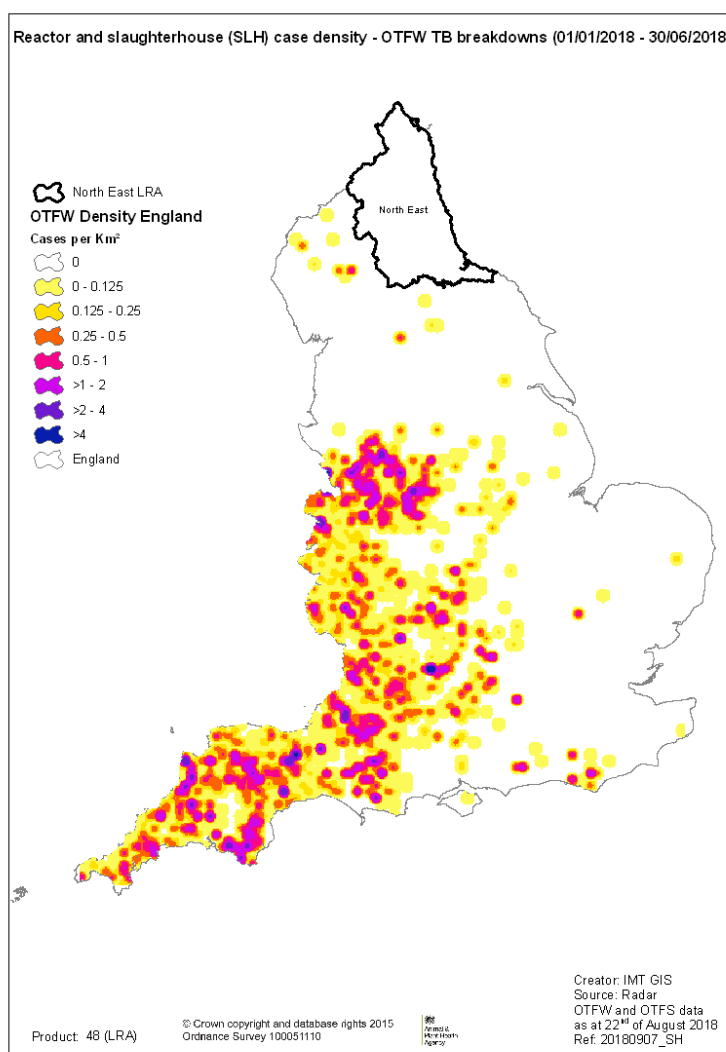 Reactor and slaughterhouse (SLH) case density - OTFW TB breakdowns (01/01/2018 - 30/06/2018
North East LRA
North East
OTFW Density England
Cases per Km²
0
0 - 0.125
0.125 - 0.25
0.25 - 0.5
0.5 - 1
>1 - 2
>2 - 4
>4
England
Creator: IMT GIS
Source: Radar
OTFW and OTFS data
as at 22nd of August 2018
Ref: 20180907_SH
Product: 48 (LRA)
© Crown copyright and database rights 2015
Ordnance Survey 100051110
Animal &
Plant Health
Agency